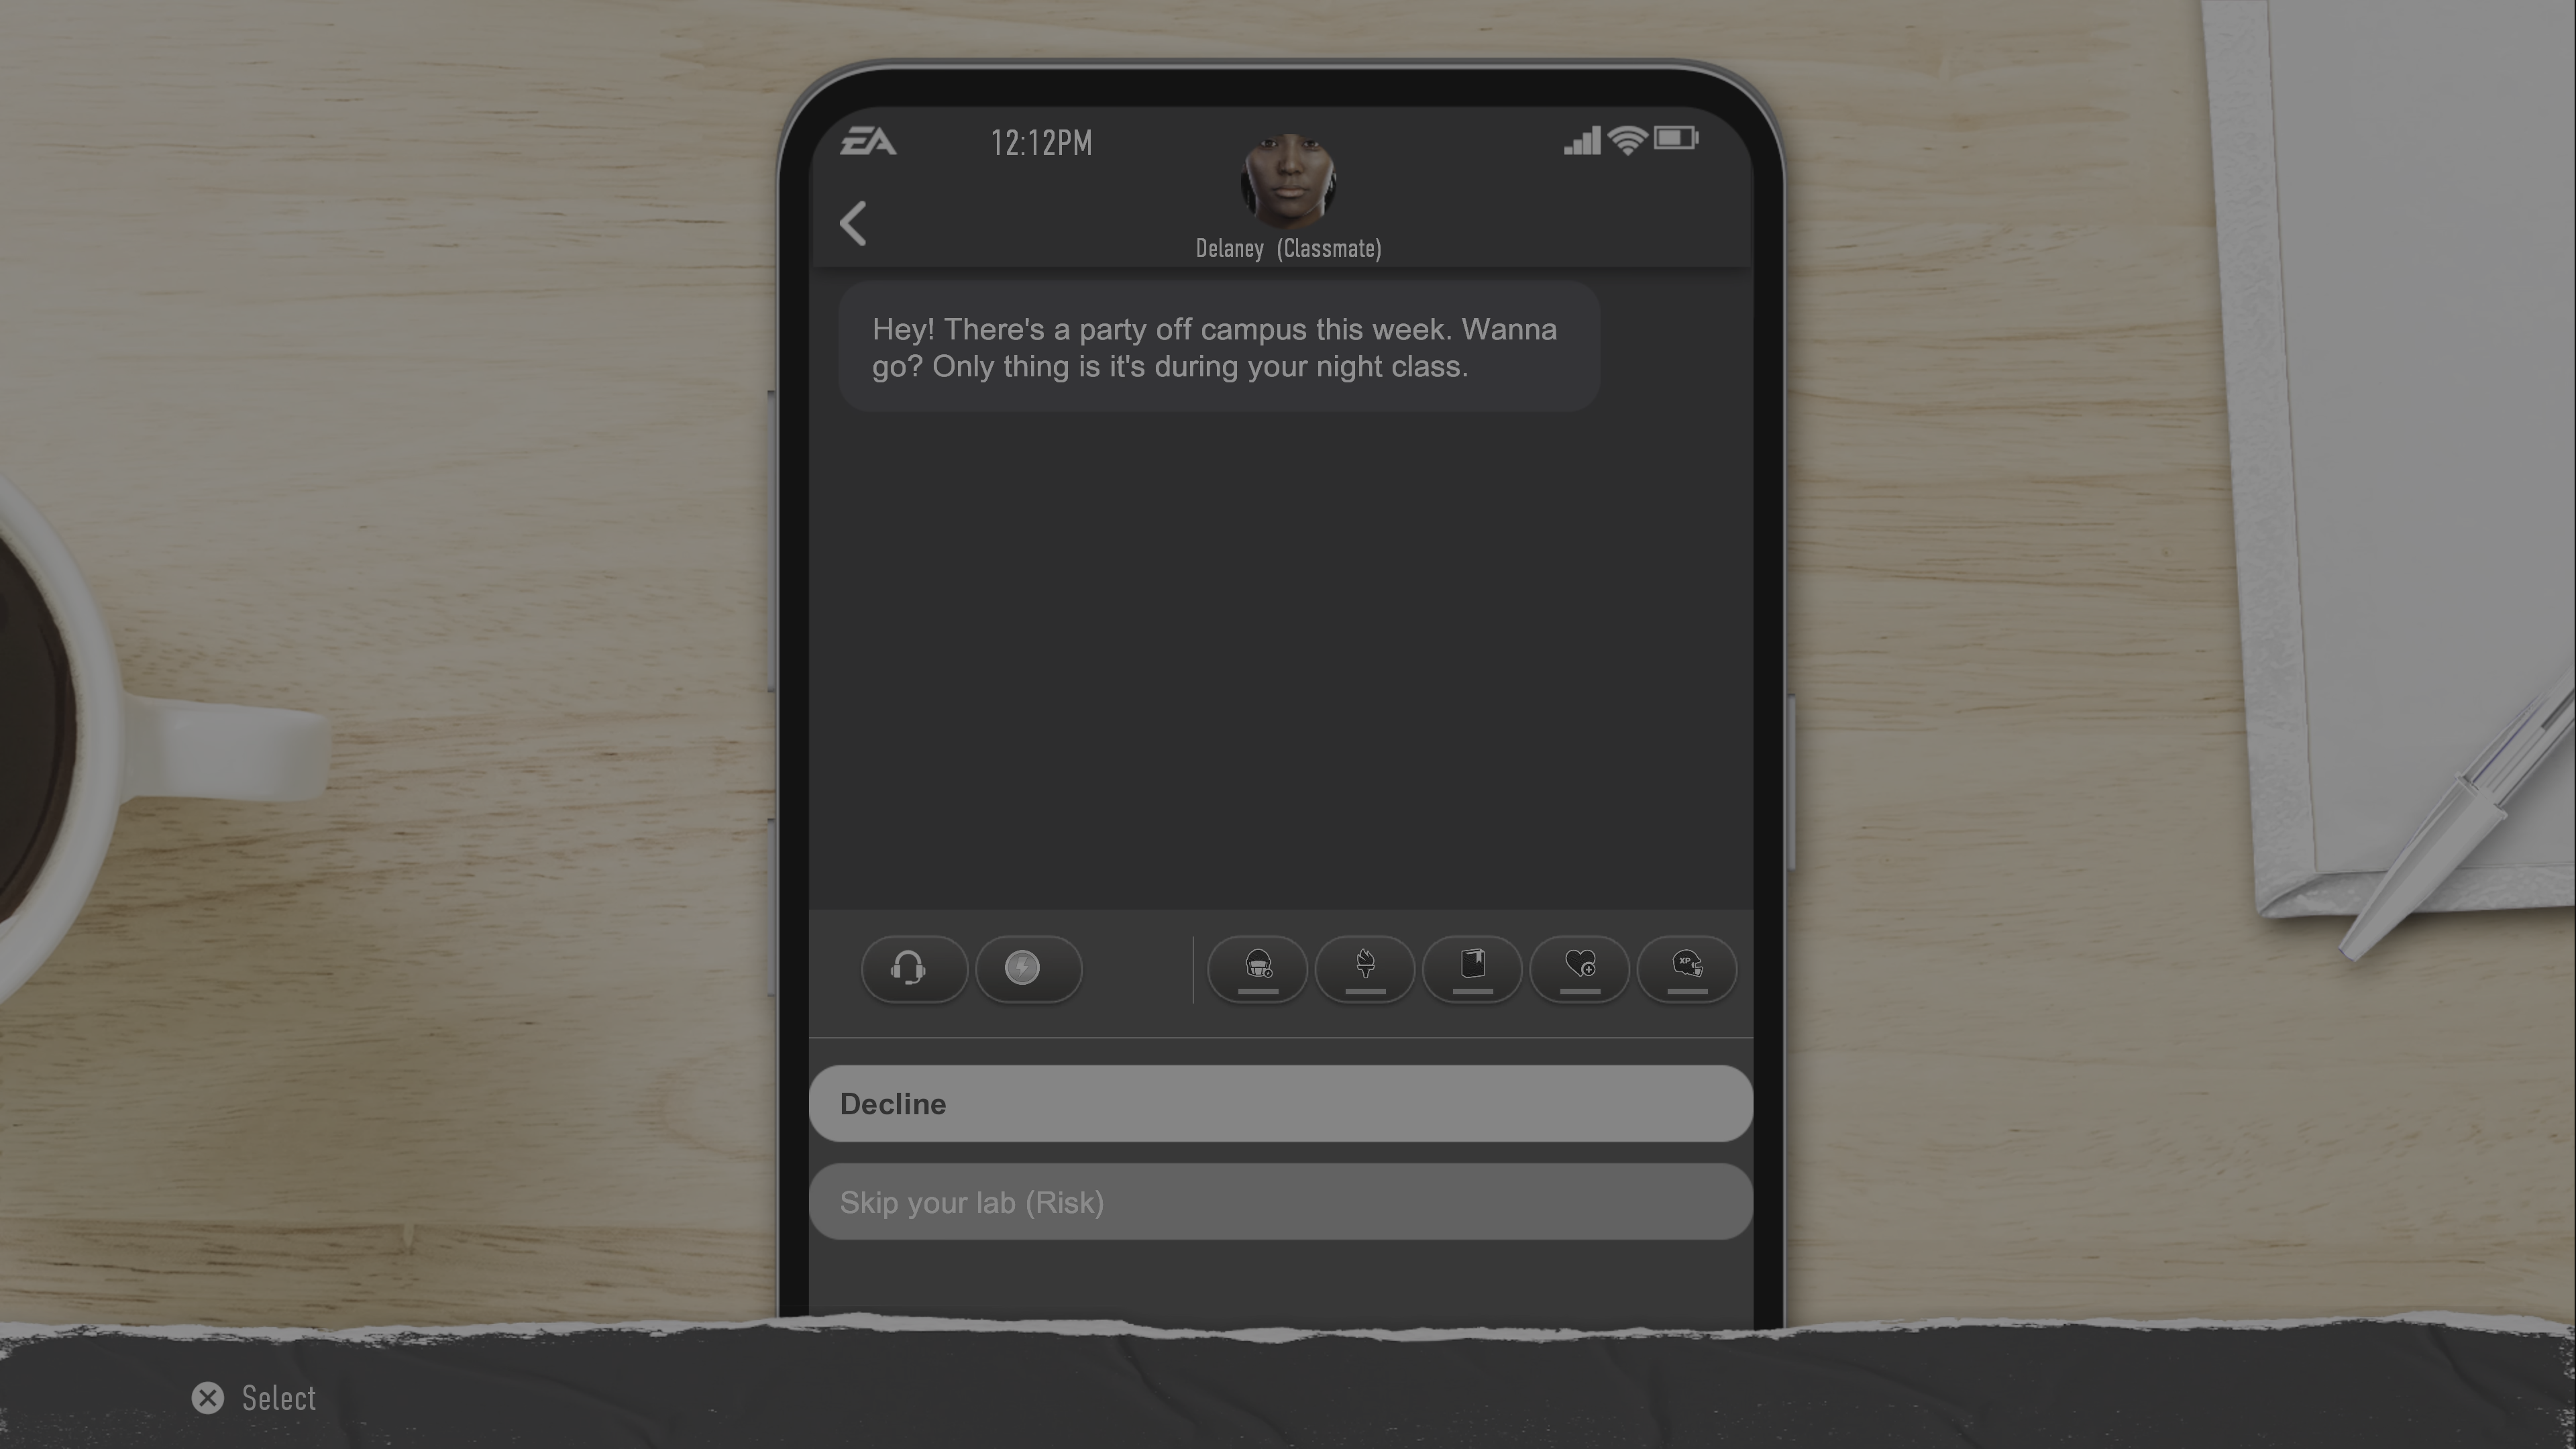 EA
12:12PM
Delaney (Classmate)
Hey! There's a party off campus this week. Wanna
go? Only thing is it's during your night class.
XP
Decline
Skip your lab (Risk)
Select